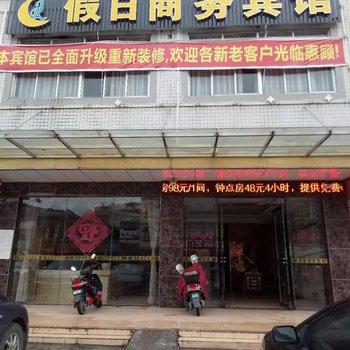 假日商务宾馆
本宾馆已全面升级重新装修,欢迎各新老客户光临惠顾!
房98元/1间，钟点房48元4小时，提供免费